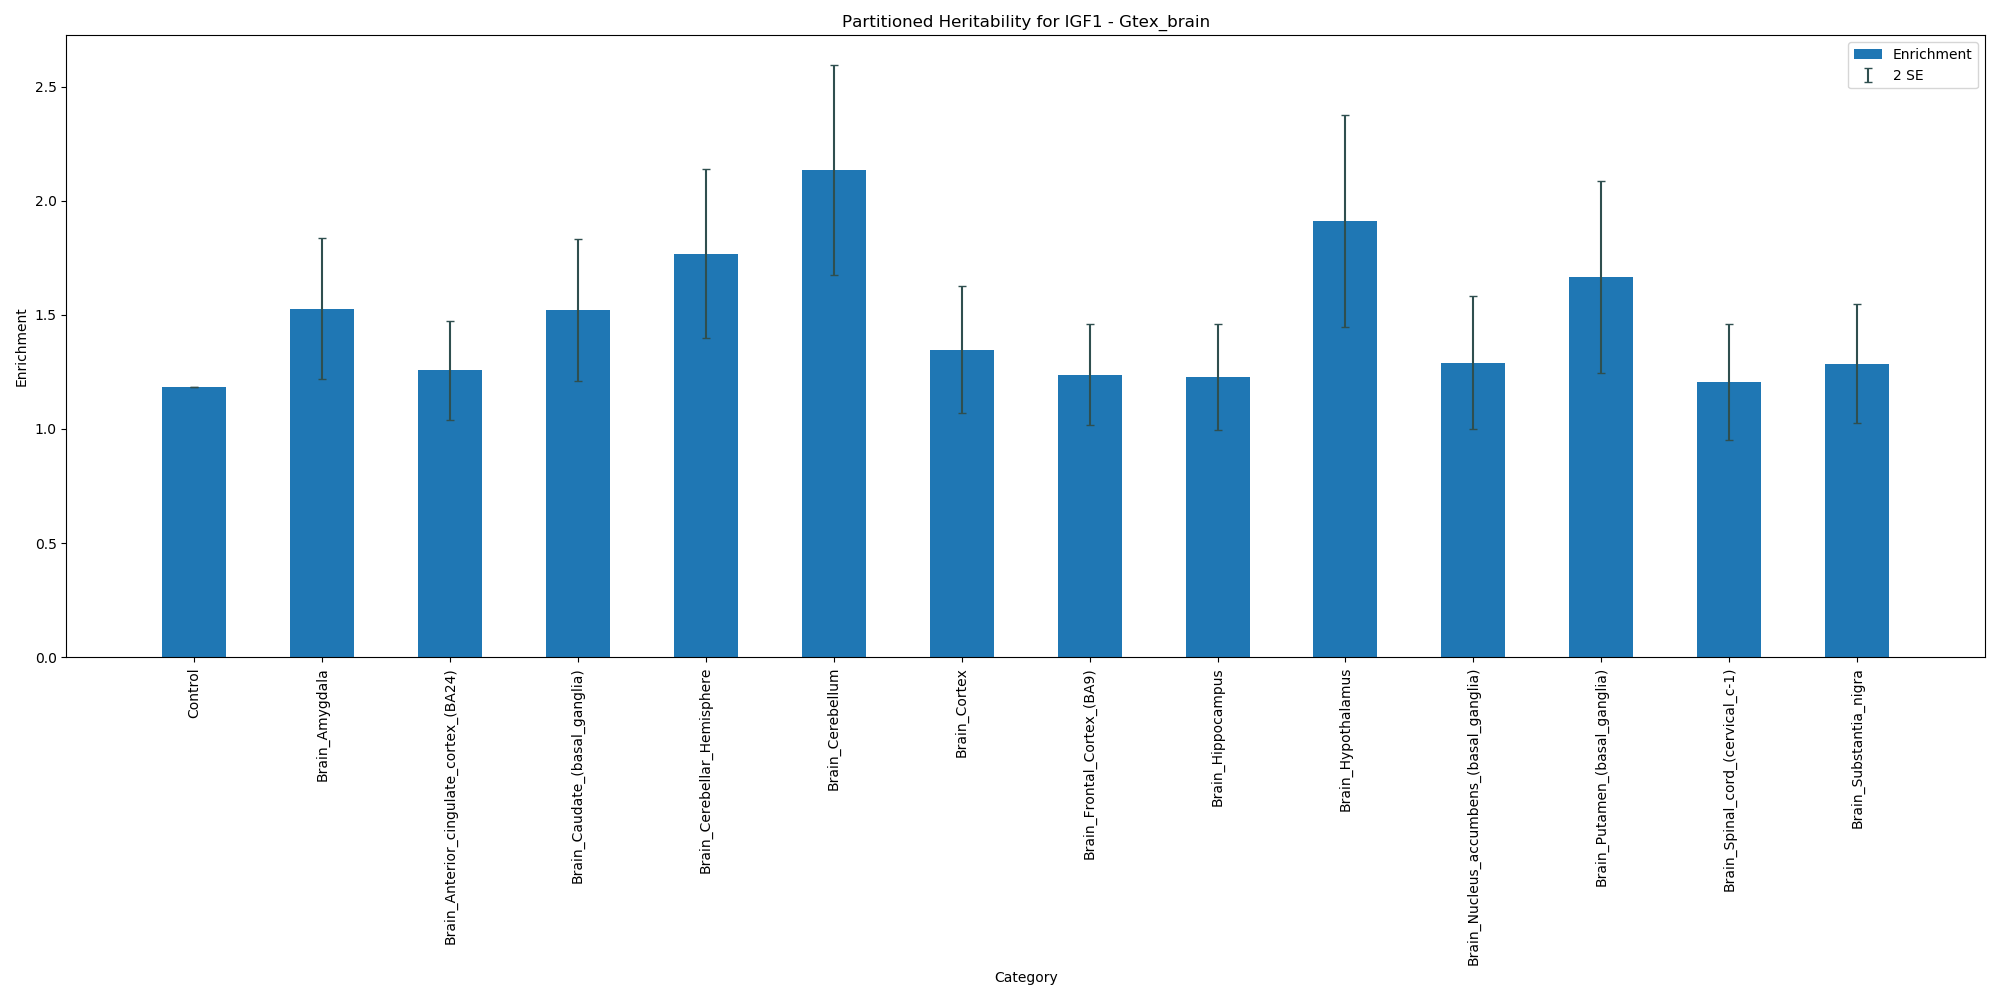 Partitioned Heritability for IGF1 - Gtex_brain
Enrichment
2 SE
Enrichment
2.5
2.0
1.5
1.0
0.5
0.0
Control
Brain_Amygdala
Brain_Anterior_cingulate_cortex_(BA24)
Brain_Caudate_(basal_ganglia)
Brain_Cerebellar_Hemisphere
Brain_Cerebellum
Brain_Cortex
Brain_Frontal_Cortex_(BA9)
Brain_Hippocampus
Brain_Hypothalamus
Brain_Nucleus_accumbens_(basal_ganglia)
Brain_Putamen_(basal_ganglia)
Brain_Spinal_cord_(cervical_c-1)
Brain_Substantia_nigra
Category